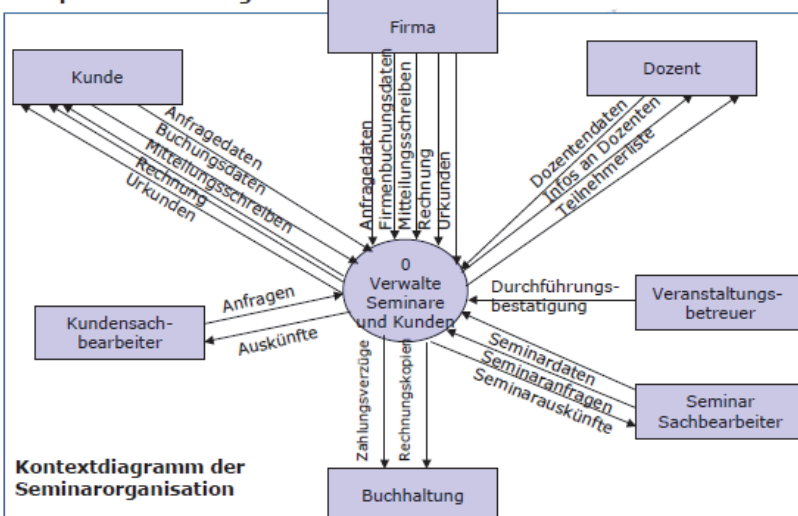 Firma
Kunde
Dozent
Anfragedaten
Buchungsdaten
Mitteilungsschreiben
Rechnung
Urkunden
Anfragedaten
Firmenbuchungsdaten
Mitteilungsschreiben
Rechnung
Urkunden
Dozentendaten
Infos an Dozenten
Teilnehmerliste
0
Verwalte
Seminare
und Kunden
Anfragen
Auskünfte
Kundensach-
bearbeiter
Durchführungs-
bestätigung
Veranstaltungs-
betreuer
Seminardaten
Seminaranfragen
Seminarauskünfte
Seminar
Sachbearbeiter
Zahlungsverzüge
Rechnungskopien
Kontextdiagramm der
Seminarorganisation
Buchhaltung